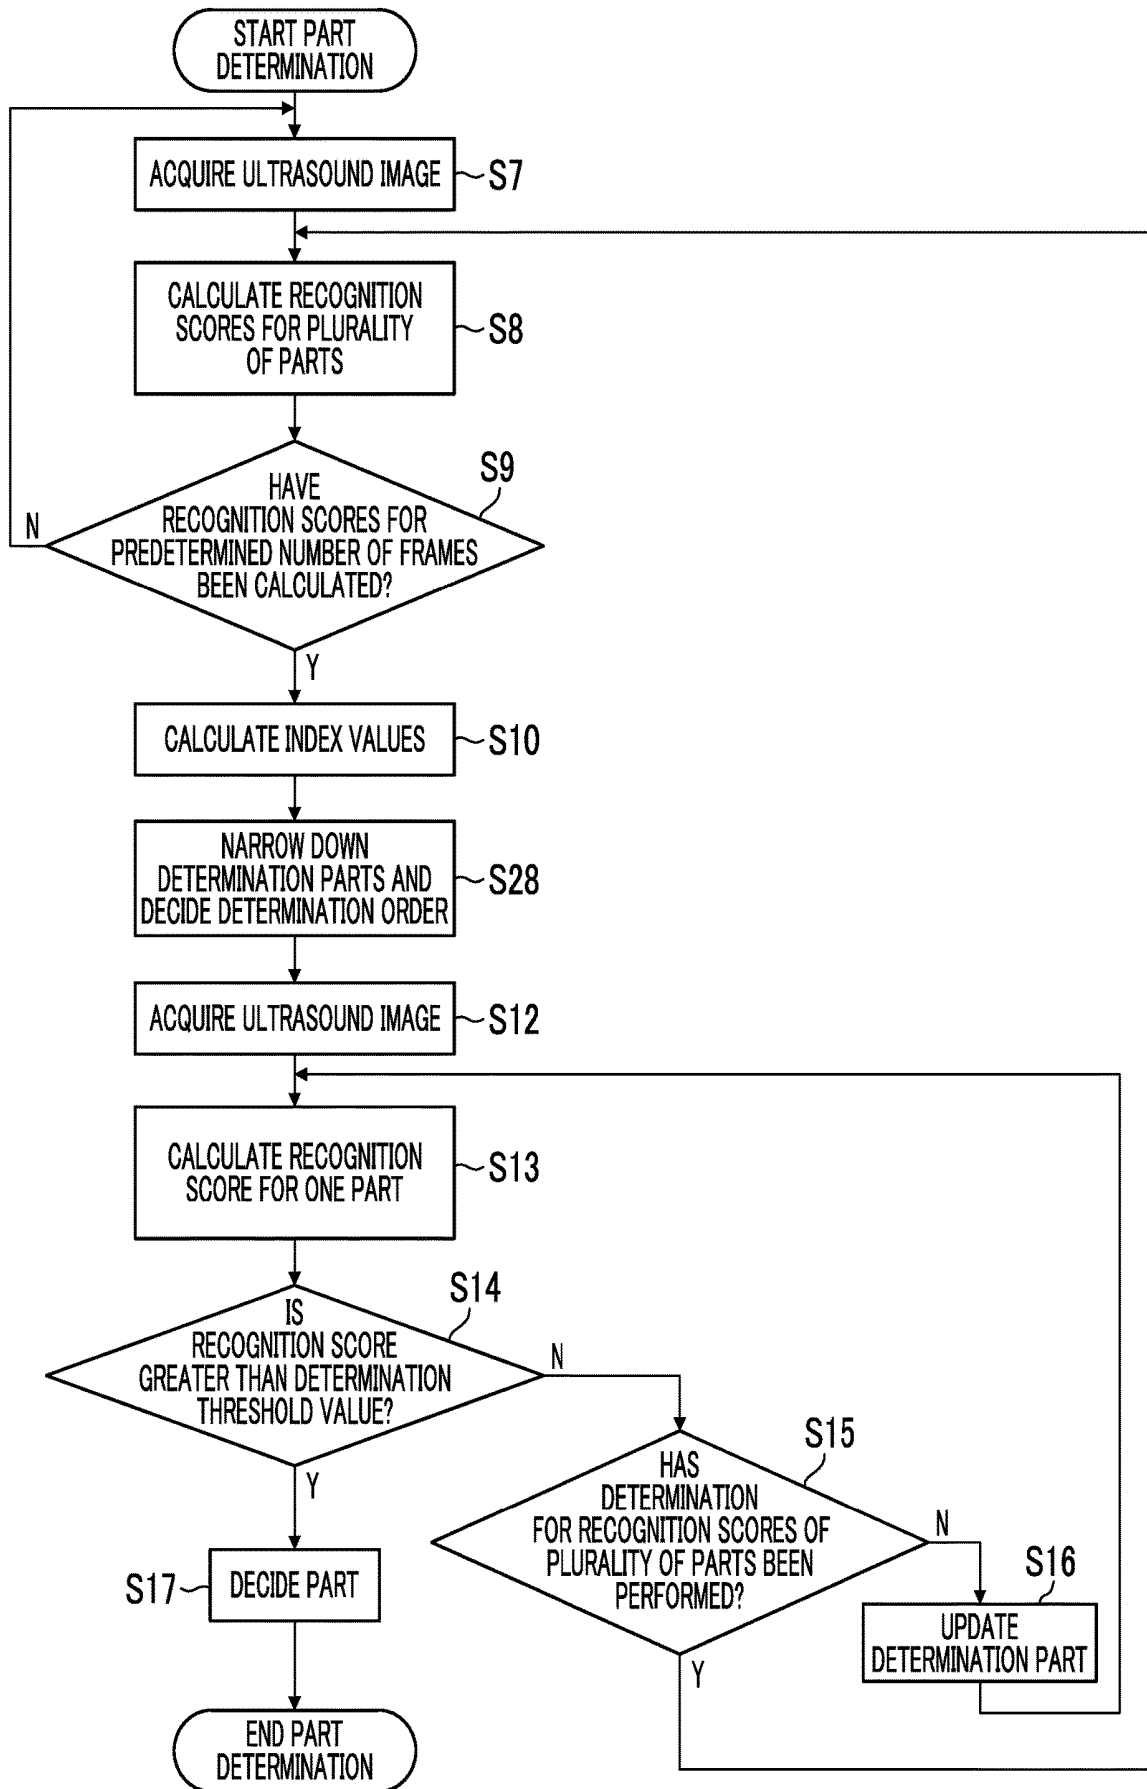 START PART
DETERMINATION
ACQUIRE ULTRASOUND IMAGE
S7
CALCULATE RECOGNITION
SCORES FOR PLURALITY
OF PARTS
S8
S9
HAVE
RECOGNITION SCORES FOR
PREDETERMINED NUMBER OF FRAMES
BEEN CALCULATED?
N
Y
CALCULATE INDEX VALUES
S10
NARROW DOWN
DETERMINATION PARTS AND
DECIDE DETERMINATION ORDER
S28
ACQUIRE ULTRASOUND IMAGE
S12
CALCULATE RECOGNITION
SCORE FOR ONE PART
S13
S14
IS
RECOGNITION SCORE
GREATER THAN DETERMINATION
THRESHOLD VALUE?
N
Y
S15
HAS
DETERMINATION
FOR RECOGNITION SCORES OF
PLURALITY OF PARTS BEEN
PERFORMED?
N
Y
S16
UPDATE
DETERMINATION PART
S17
DECIDE PART
END PART
DETERMINATION